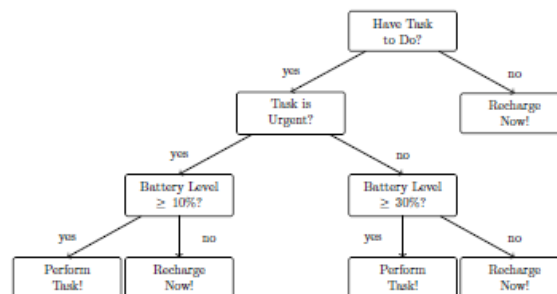 Have Task
to Do?
yes
no
Task is
Urgent?
Recharge
Now!
yes
no
Battery Level
≥ 10%?
Battery Level
≥ 30%?
yes
no
yes
no
Perform
Task!
Recharge
Now!
Perform
Task!
Recharge
Now!